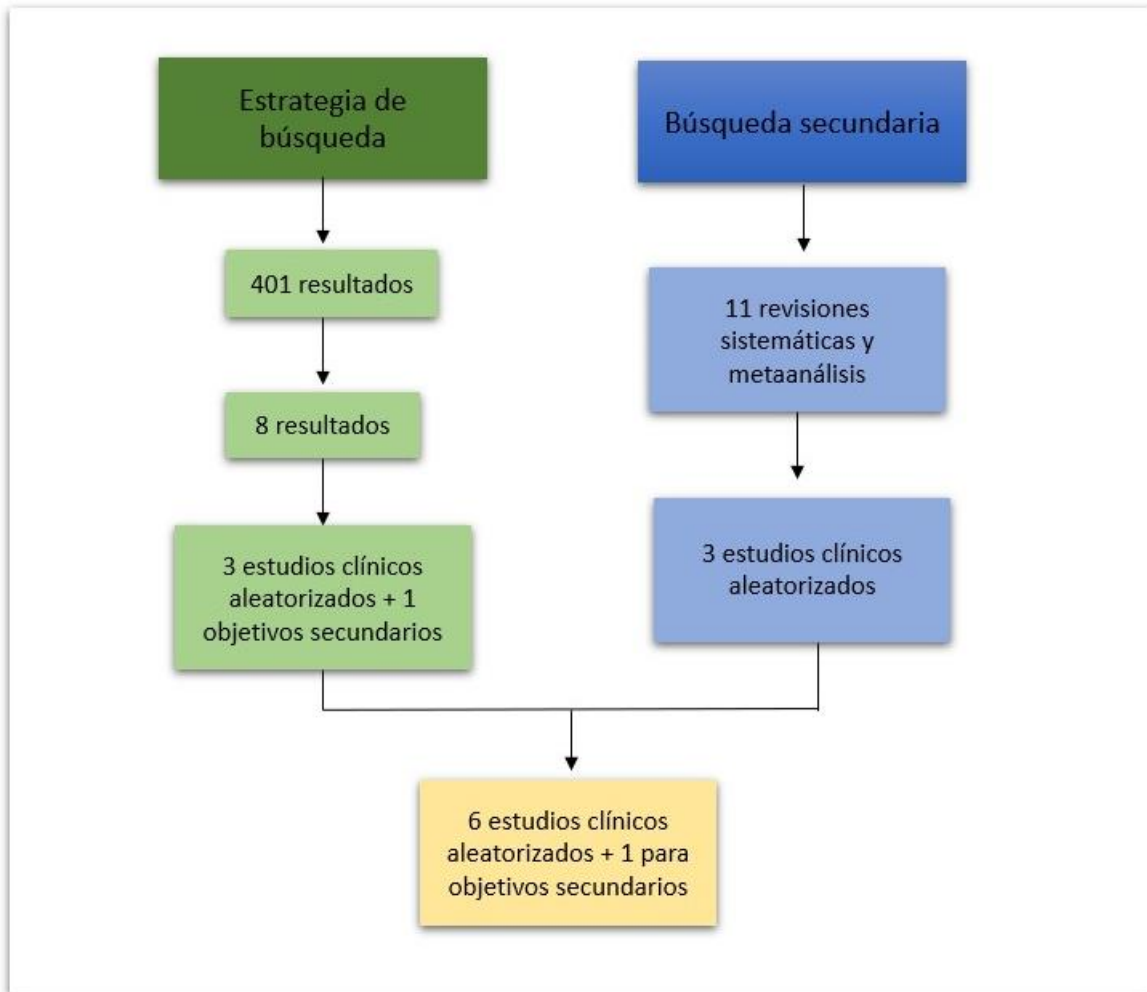 Estrategia de
búsqueda
401 resultados
8 resultados
3 estudios clínicos
aleatorizados + 1
objetivos secundarios
Búsqueda secundaria
11 revisiones
sistemáticas y
metaanálisis
3 estudios clínicos
aleatorizados
6 estudios clínicos
aleatorizados + 1 para
objetivos secundarios